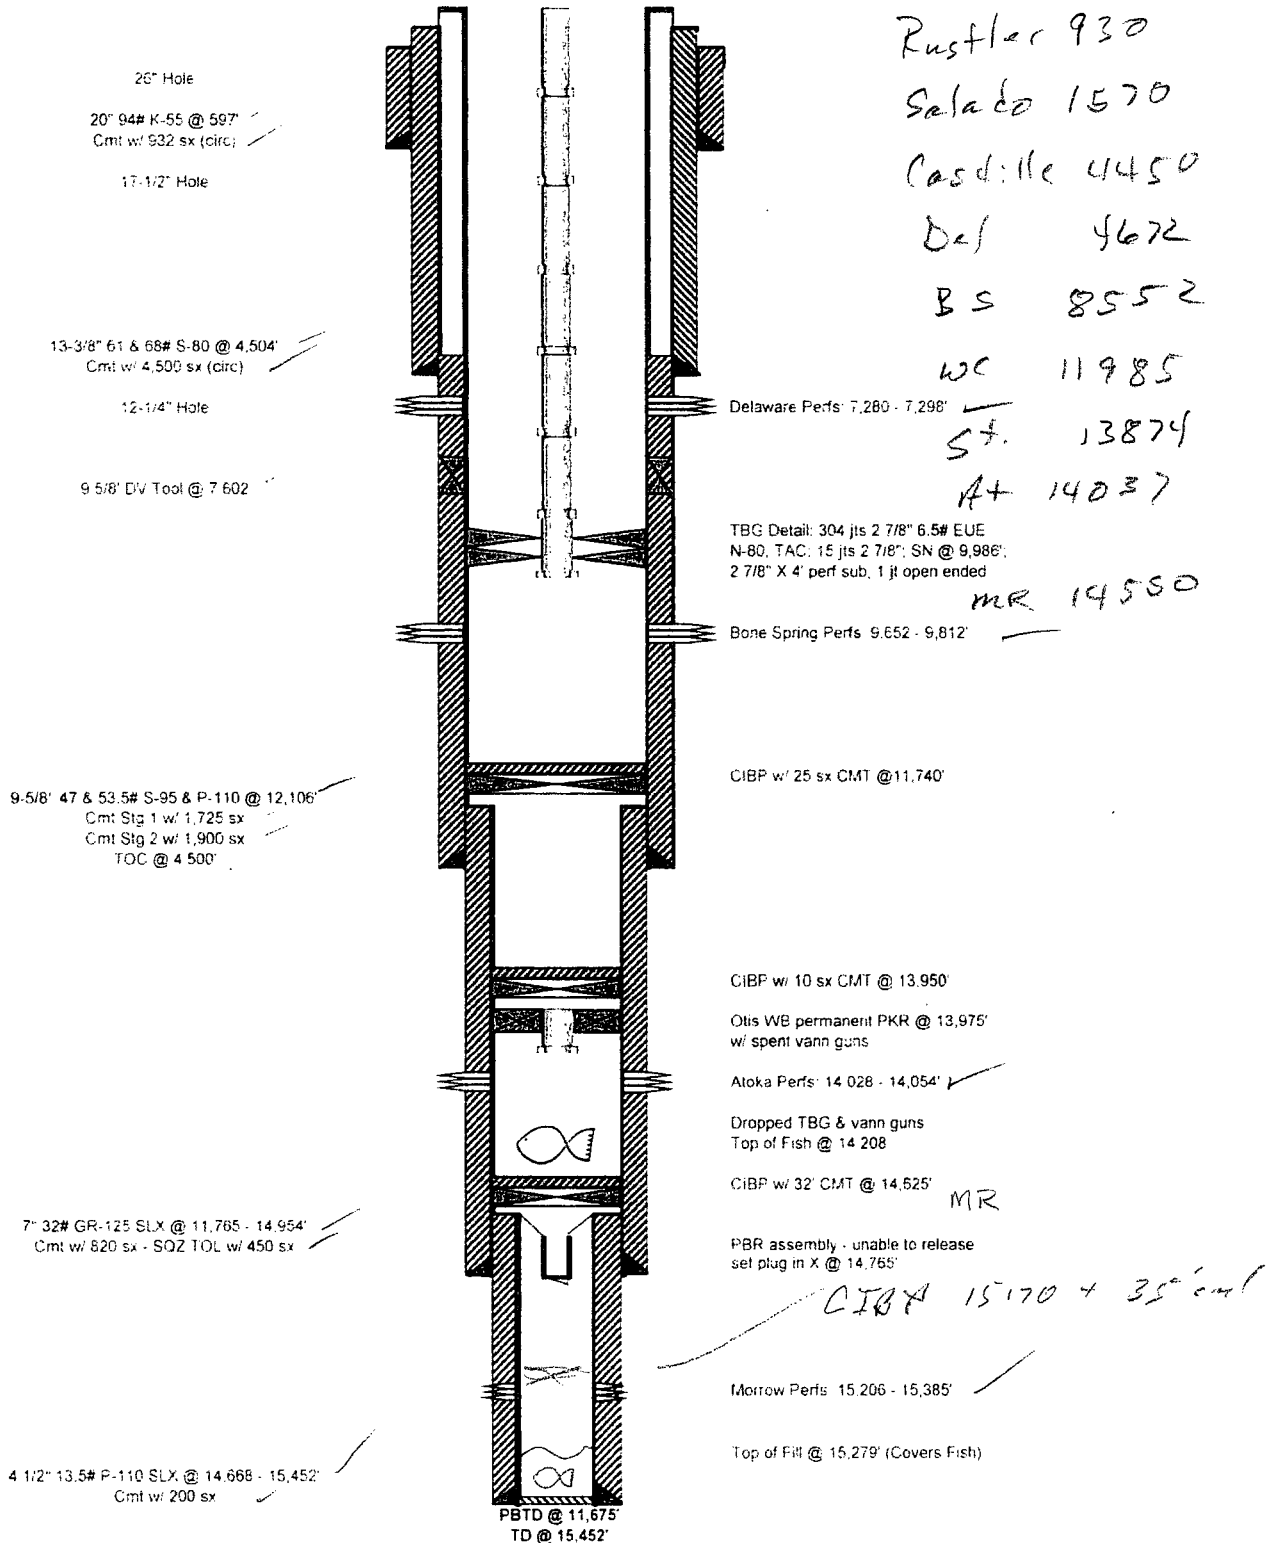 Rustler 930
Salado 1570
Castille 4450
Del 4672
BS 8552
WC 11985
St. 13874
At 14037
MR 14550
26" Hole
20" 94# K-55 @ 597'
Cmt w/ 932 sx (circ)
17-1/2" Hole
13-3/8" 61 & 68# S-80 @ 4,504'
Cmt w/ 4,500 sx (circ)
12-1/4" Hole
9 5/8' DV Tool @ 7 602
9-5/8' 47 & 53.5# S-95 & P-110 @ 12,106'
Cmt Stg 1 w/ 1,725 sx
Cmt Stg 2 w/ 1,900 sx
TOC @ 4 500'
7" 32# GR-125 SLX @ 11,765 - 14,954'
Cmt w/ 820 sx - SQZ TOL w/ 450 sx
4 1/2" 13.5# P-110 SLX @ 14,668 - 15,452'
Cmt w/ 200 sx
Delaware Perfs: 7,280 - 7,298'
TBG Detail: 304 jts 2 7/8" 6.5# EUE
N-80, TAC; 15 jts 2 7/8"; SN @ 9,986';
2 7/8" X 4' perf sub, 1 jt open ended
Bone Spring Perfs 9,652 - 9,812'
CIBP w/ 25 sx CMT @11,740'
CIBP w/ 10 sx CMT @ 13,950'
Otis WB permanent PKR @ 13,975'
w/ spent vann guns
Atoka Perfs: 14 028 - 14,054'
Dropped TBG & vann guns
Top of Fish @ 14 208
CIBP w/ 32' CMT @ 14,525'
MR
PBR assembly - unable to release
set plug in X @ 14,765'
CIBP 15170 + 35' cmt
Morrow Perfs 15,206 - 15,385'
Top of Fill @ 15,279' (Covers Fish)
PBTD @ 11,675'
TD @ 15,452'